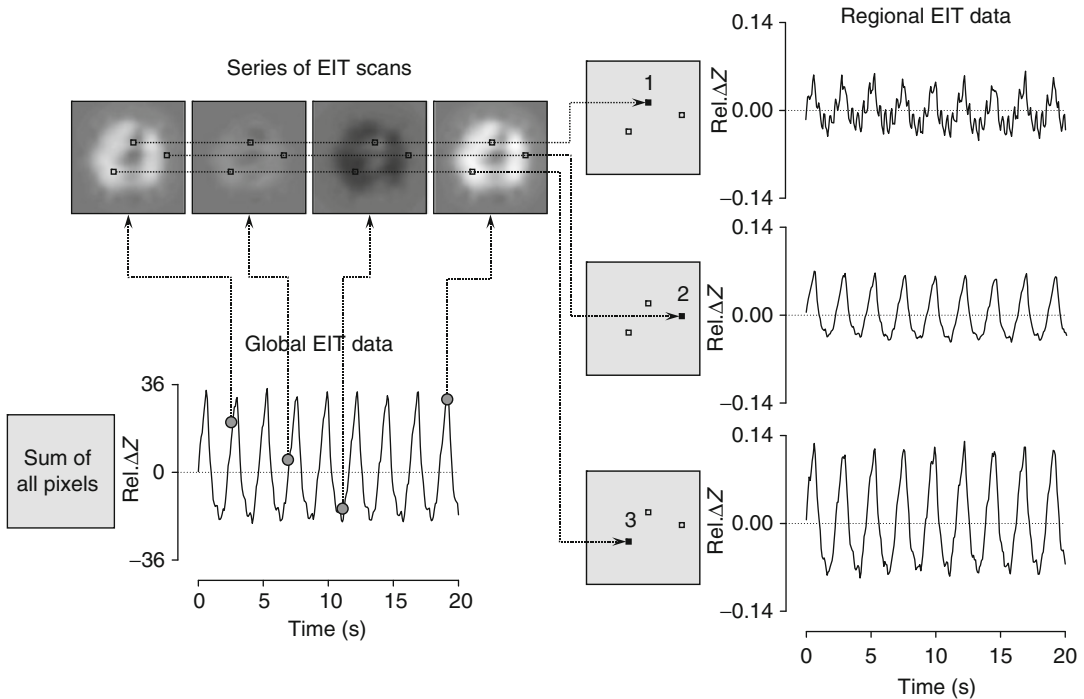 Series of EIT scans
Regional EIT data
1
0.14
0.00
−0.14
Rel.ΔZ
2
0.14
0.00
−0.14
Rel.ΔZ
3
0.14
0.00
−0.14
Rel.ΔZ
0 5 10 15 20
Time (s)
Global EIT data
Sum of
all pixels
36
0
−36
Rel.ΔZ
0 5 10 15 20
Time (s)